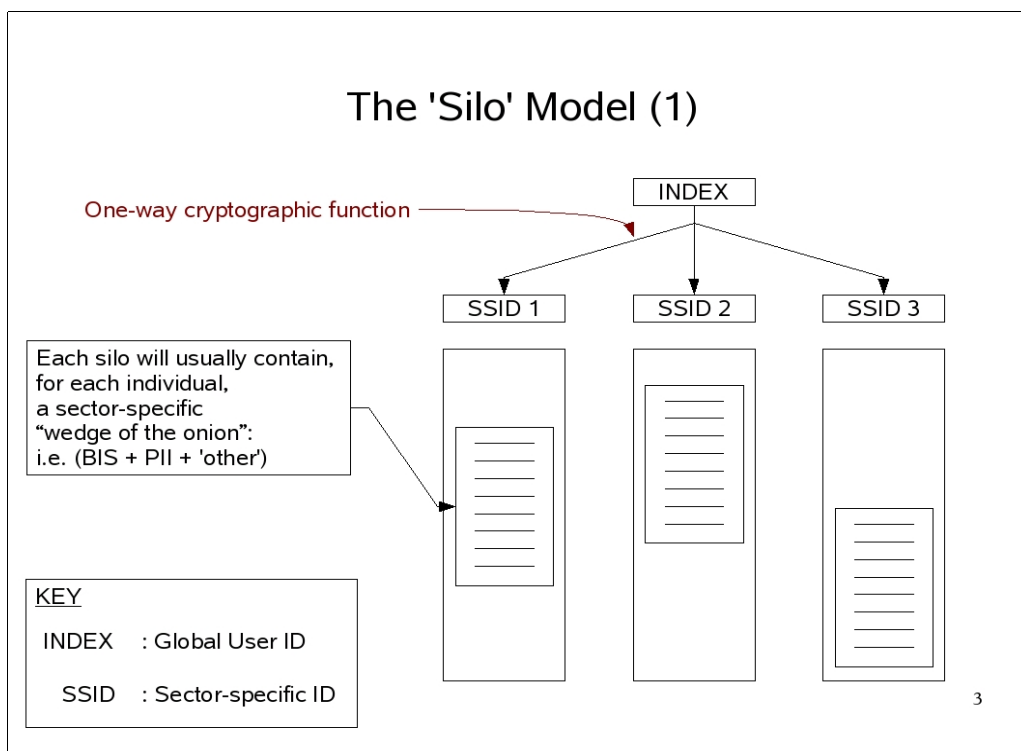 The 'Silo' Model (1)
INDEX
One-way cryptographic function
SSID 1
SSID 2
SSID 3
Each silo will usually contain,
for each individual,
a sector-specific
“wedge of the onion”:
i.e. (BIS + PII + 'other')
KEY
INDEX : Global User ID
SSID : Sector-specific ID
3